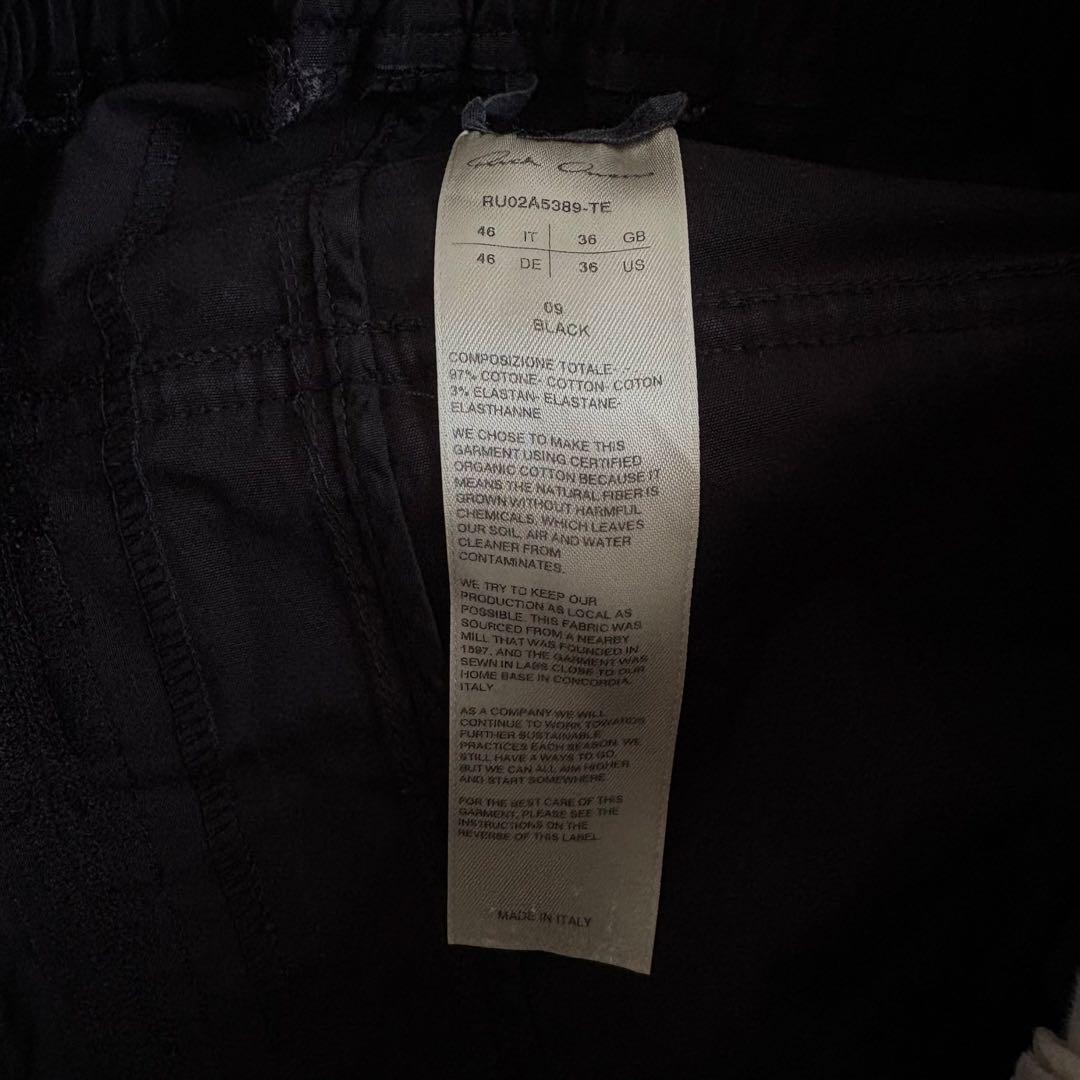 Rick Owens
RU02A5389-TE
46 IT 36 GB
46 DE 36 US
09
BLACK
COMPOSIZIONE TOTALE- -
97% COTONE- COTTON- COTON
3% ELASTAN- ELASTANE-
ELASTHANNE
WE CHOSE TO MAKE THIS
GARMENT USING CERTIFIED
ORGANIC COTTON BECAUSE IT
MEANS THE NATURAL FIBER IS
GROWN WITHOUT HARMFUL
CHEMICALS, WHICH LEAVES
OUR SOIL, AIR AND WATER
CLEANER FROM
CONTAMINATES.
WE TRY TO KEEP OUR
PRODUCTION AS LOCAL AS
POSSIBLE. THIS FABRIC WAS
SOURCED FROM A NEARBY
MILL THAT WAS FOUNDED IN
AND THE GARMENT WAS
SEWN IN LABS CLOSE TO OUR
HOME BASE IN CONCORDIA,
ITALY
AS A COMPANY WE WILL
CONTINUE TO WORK TOWARDS
FURTHER SUSTAINABLE
PRACTICES EACH SEASON. WE
STILL HAVE A WAYS TO GO,
BUT WE CAN ALL AIM HIGHER
AND START SOMEWHERE
FOR THE BEST CARE OF THIS
GARMENT, PLEASE SEE THE
INSTRUCTIONS ON THE
REVERSE OF THIS LABEL.
MADE IN ITALY